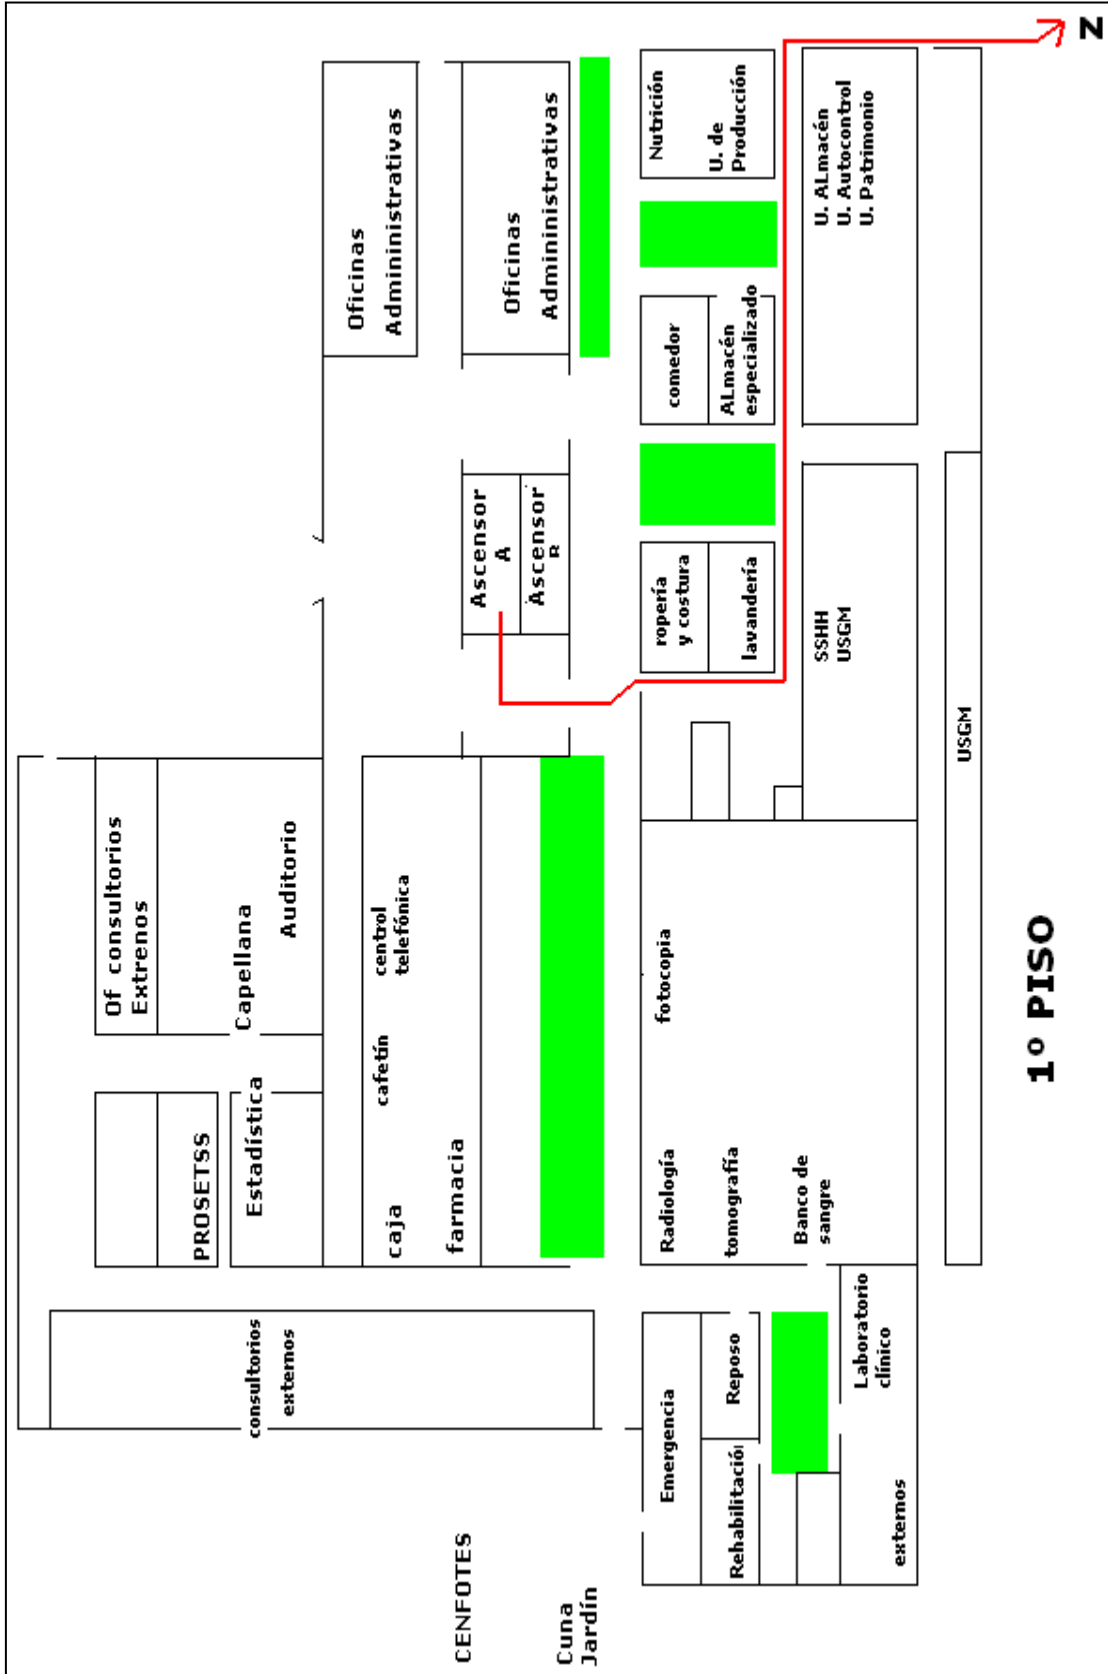 Of consultorios
Extrenos
PROSETSS
Capellana
Estadística
Auditorio
consultorios
externos
Oficinas
Admininistrativas
caja
cafetín
central
telefónica
farmacia
CENFOTES
Ascensor
A
Ascensor
B
Oficinas
Admininistrativas
Cuna
Jardín
Emergencia
Reposo
Rehabilitació
Radiología
fotocopia
tomografía
Banco de
sangre
ropería
y costura
lavandería
comedor
ALmacén
especializado
Nutrición
U. de
Producción
Laboratorio
clínico
externos
SSHH
USGM
U. ALmacén
U. Autocontrol
U. Patrimonio
USGM
1º PISO
N